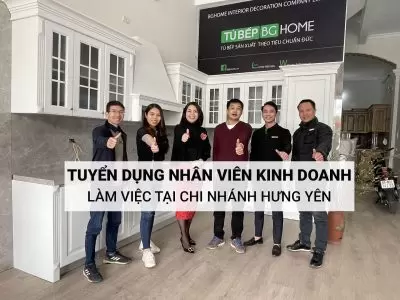 BGHOME INTERIOR DECORATION COMPANY
TỦ BẾP BG HOME
TỦ BẾP SẢN XUẤT THEO TIÊU CHUẨN ĐỨC
TUYỂN DỤNG NHÂN VIÊN KINH DOANH
LÀM VIỆC TẠI CHI NHÁNH HƯNG YÊN